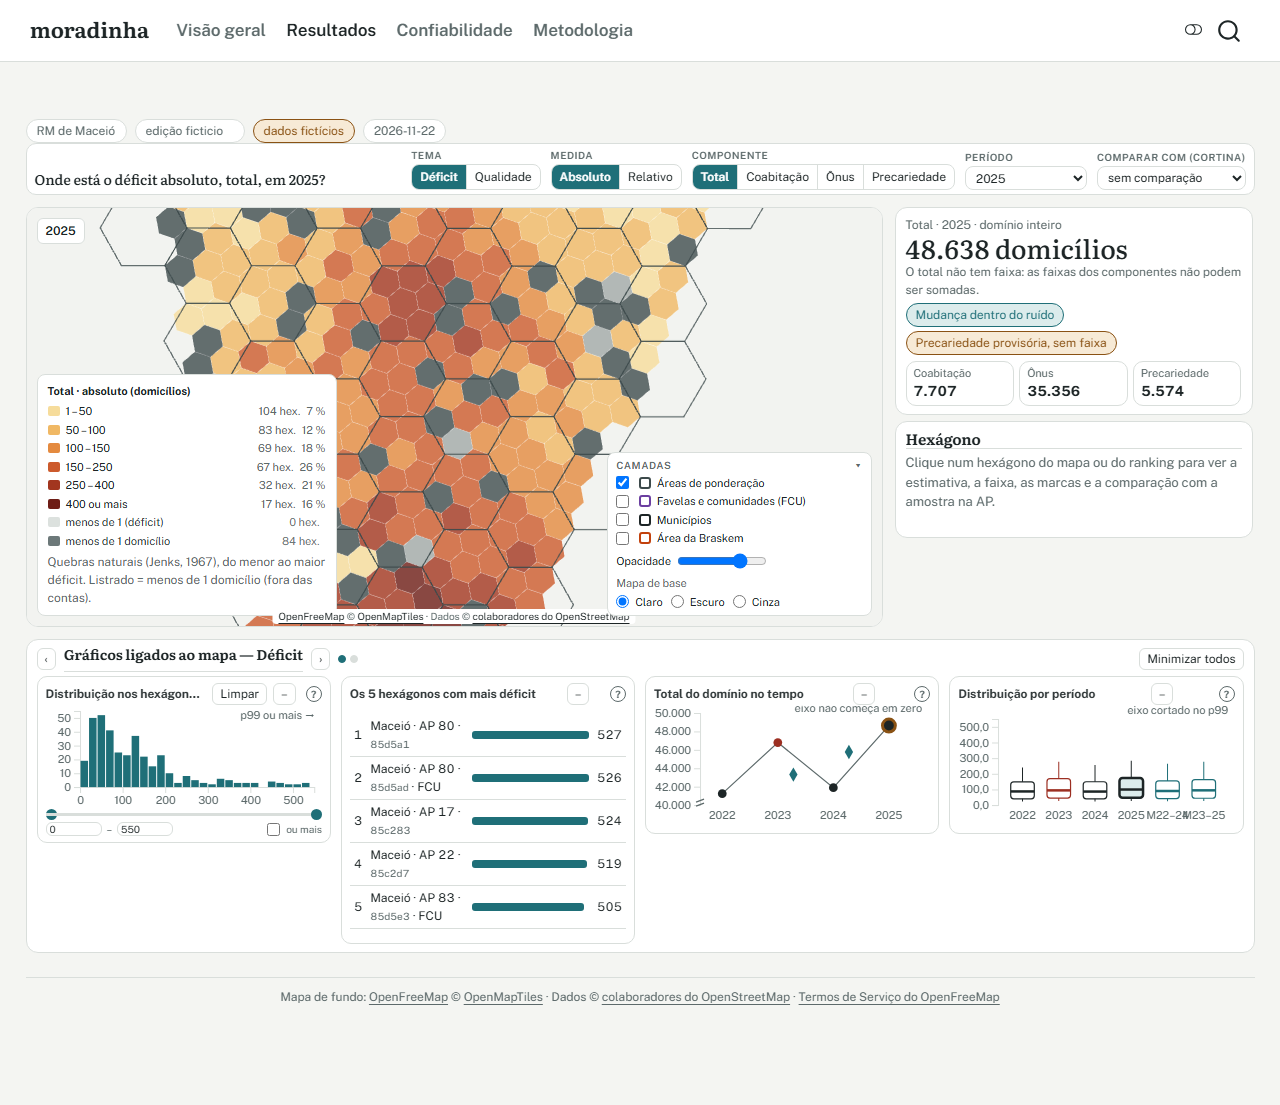 moradinha
Visão geral
Resultados
Confiabilidade
Metodologia
RM de Maceió
edição ficticio
dados fictícios
2026-11-22
Onde está o déficit absoluto, total, em 2025?
TEMA
Déficit
Qualidade
MEDIDA
Absoluto
Relativo
COMPONENTE
Total
Coabitação
Ônus
Precariedade
PERÍODO
2025
COMPARAR COM (CORTINA)
sem comparação
2025
Total · absoluto (domicílios)
1–50 104 hex. 7 %
50–100 83 hex. 12 %
100–150 69 hex. 18 %
150–250 67 hex. 26 %
250–400 32 hex. 21 %
400 ou mais 17 hex. 16 %
menos de 1 (déficit) 0 hex.
menos de 1 domicílio 84 hex.
Quebras naturais (Jenks, 1967), do menor ao maior
déficit. Listrado = menos de 1 domicílio (fora das
contas).
CAMADAS
Áreas de ponderação
Favelas e comunidades (FCU)
Municípios
Área da Braskem
Opacidade
Mapa de base
Claro
Escuro
Cinza
OpenFreeMap © OpenMapTiles · Dados © colaboradores do OpenStreetMap
Total · 2025 · domínio inteiro
48.638 domicílios
O total não tem faixa: as faixas dos componentes não podem
ser somadas.
Mudança dentro do ruído
Precariedade provisória, sem faixa
Coabitação
7.707
Ônus
35.356
Precariedade
5.574
Hexágono
Clique num hexágono do mapa ou do ranking para ver a
estimativa, a faixa, as marcas e a comparação com a
amostra na AP.
‹ Gráficos ligados ao mapa — Déficit ›
Minimizar todos
Distribuição nos hexágon...
Limpar
–
?
p99 ou mais →
50
40
30
20
10
0
0 100 200 300 400 500
0 – 550
ou mais
Os 5 hexágonos com mais déficit
–
?
1 Maceió · AP 80 · 527
85d5a1
2 Maceió · AP 80 · 526
85d5ad · FCU
3 Maceió · AP 17 · 524
85c283
4 Maceió · AP 22 · 519
85c2d7
5 Maceió · AP 83 · 505
85d5e3 · FCU
Total do domínio no tempo
–
?
eixo não começa em zero
50.000
48.000
46.000
44.000
42.000
40.000
2022 2023 2024 2025
Distribuição por período
–
?
eixo cortado no p99
500,0
400,0
300,0
200,0
100,0
0,0
2022 2023 2024 2025 M22–24 M23–25
Mapa de fundo: OpenFreeMap © OpenMapTiles · Dados © colaboradores do OpenStreetMap · Termos de Serviço do OpenFreeMap